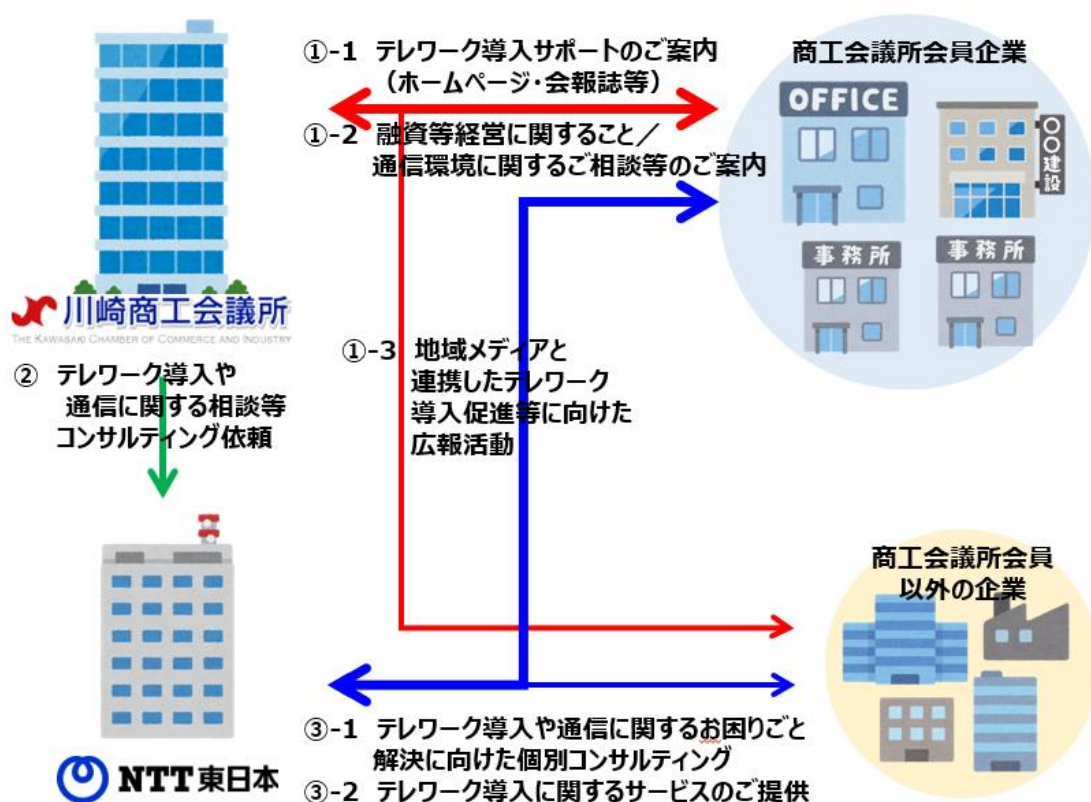 ①-1 テレワーク導入サポートのご案内
（ホームページ・会報誌等）
①-2 融資等経営に関すること／
通信環境に関するご相談等のご案内
商工会議所会員企業
OFFICE
〇〇建設
事務所
事務所
川崎商工会議所
THE KAWASAKI CHAMBER OF COMMERCE AND INDUSTRY
② テレワーク導入や
通信に関する相談等
コンサルティング依頼
①-3 地域メディアと
連携したテレワーク
導入促進等に向けた
広報活動
商工会議所会員
以外の企業
NTT東日本
③-1 テレワーク導入や通信に関するお困りごと
解決に向けた個別コンサルティング
③-2 テレワーク導入に関するサービスのご提供